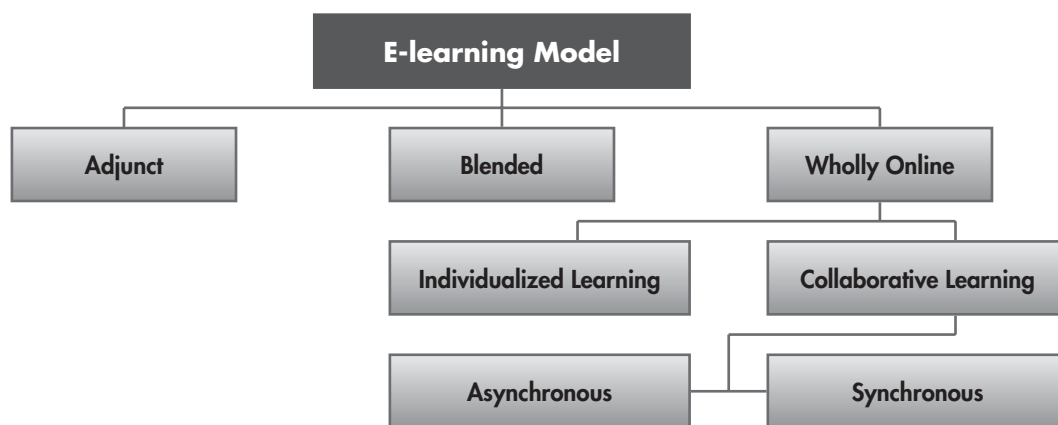 E-learning Model
Adjunct
Blended
Wholly Online
Individualized Learning
Collaborative Learning
Asynchronous
Synchronous